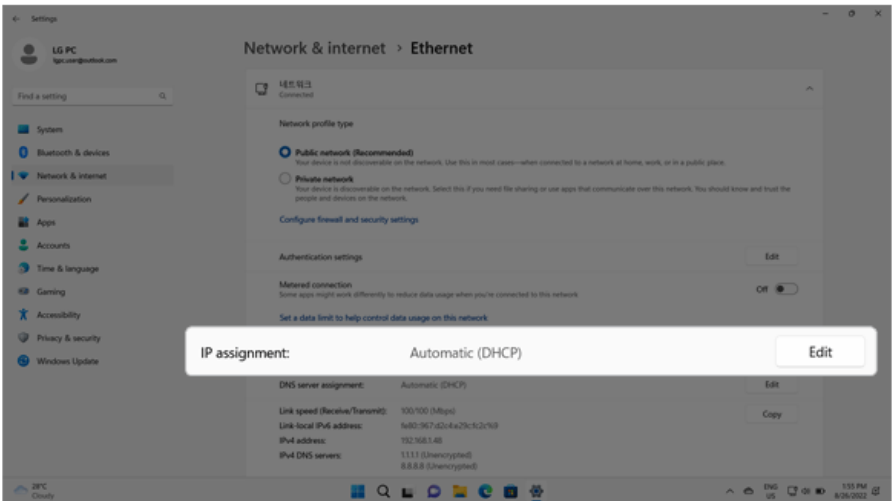 Settings
LG PC
lgpc.user@outlook.com
Find a setting
System
Bluetooth & devices
Network & internet
Personalization
Apps
Accounts
Time & language
Gaming
Accessibility
Privacy & security
Windows Update
Network & internet > Ethernet
네트워크
Connected
Network profile type
Public network (Recommended)
Your device is not discoverable on the network. Use this in most cases—when connected to a network at home, work, or in a public place.
Private network
Your device is discoverable on the network. Select this if you need file sharing or use apps that communicate over this network. You should know and trust the
people and devices on the network.
Configure firewall and security settings
Authentication settings Edit
Metered connection
Some apps might work differently to reduce data usage when you're connected to this network
Off
Set a data limit to help control data usage on this network
IP assignment: Automatic (DHCP) Edit
DNS server assignment: Automatic (DHCP) Edit
Link speed (Receive/Transmit): 100/100 (Mbps) Copy
Link-local IPv6 address:
IPv4 address: 192.168.1.48
IPv4 DNS servers: 1.1.1.1 (Unencrypted)
8.8.8.8 (Unencrypted)
28°C
Cloudy
ENG
US
1:55 PM
8/26/2022